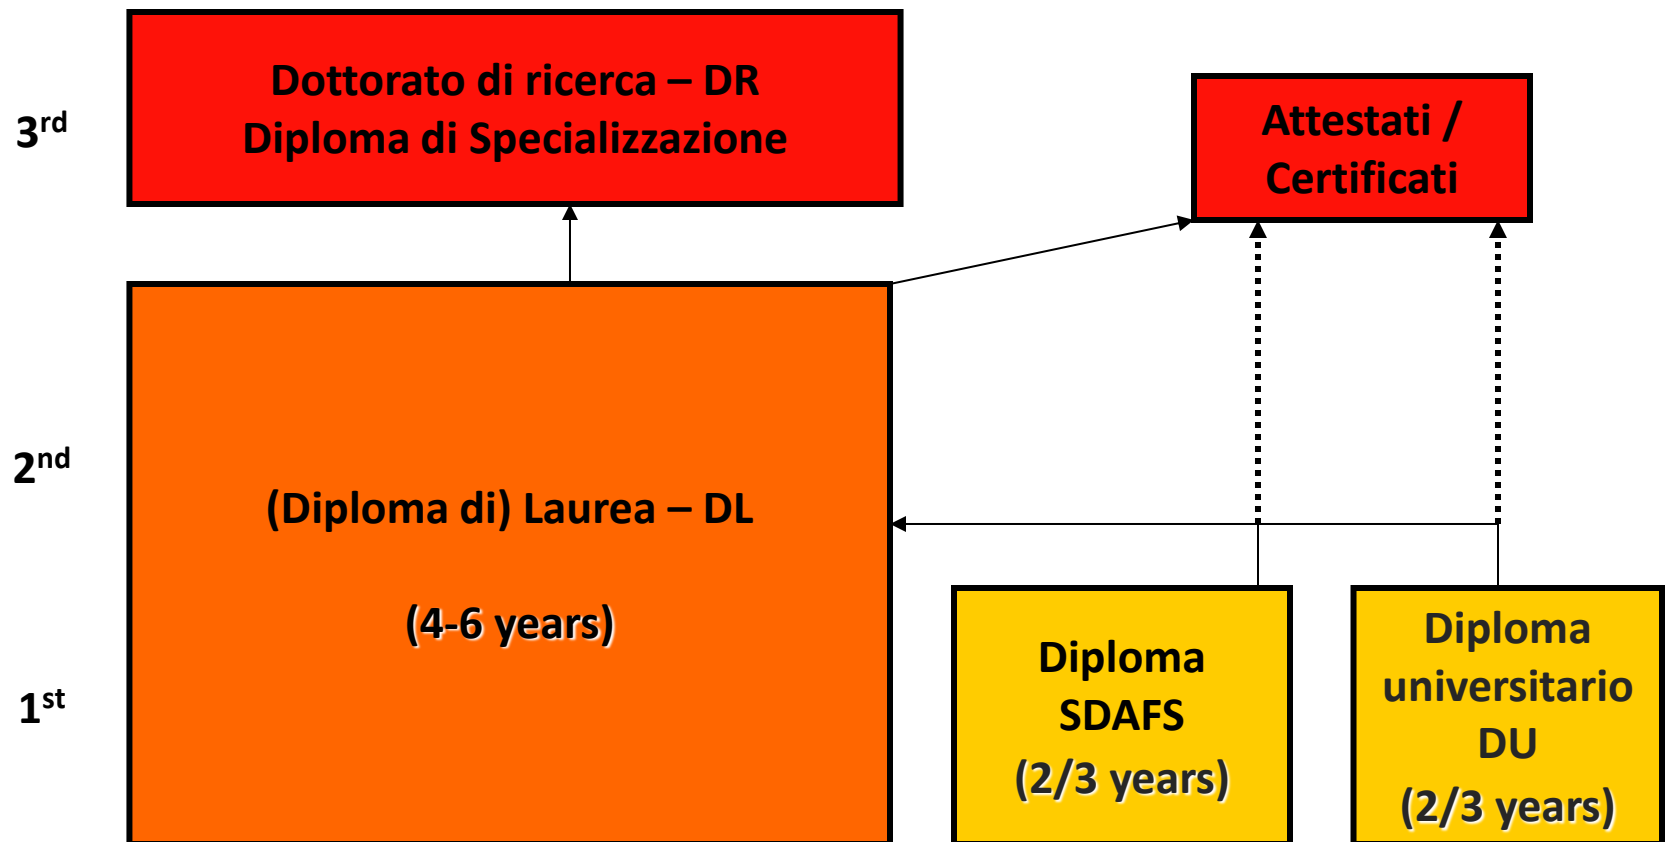 3rd
Dottorato di ricerca – DR
Diploma di Specializzazione
Attestati /
Certificati
2nd
(Diploma di) Laurea – DL
(4-6 years)
1st
Diploma
SDAFS
(2/3 years)
Diploma
universitario
DU
(2/3 years)